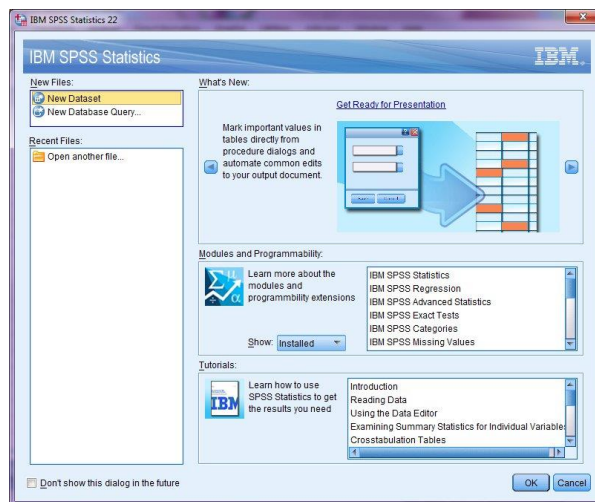 IBM SPSS Statistics 22
IBM SPSS Statistics
IBM
New Files:
New Dataset
New Database Query...
Recent Files:
Open another file...
What's New:
Get Ready for Presentation
Mark important values in
tables directly from
procedure dialogs and
automate common edits
to your output document.
Modules and Programmability:
Learn more about the
modules and
programmbility extensions
Show: Installed
IBM SPSS Statistics
IBM SPSS Regression
IBM SPSS Advanced Statistics
IBM SPSS Exact Tests
IBM SPSS Categories
IBM SPSS Missing Values
Tutorials:
IBM
Learn how to use
SPSS Statistics to get
the results you need
Introduction
Reading Data
Using the Data Editor
Examining Summary Statistics for Individual Variables
Crosstabulation Tables
Don't show this dialog in the future
OK
Cancel